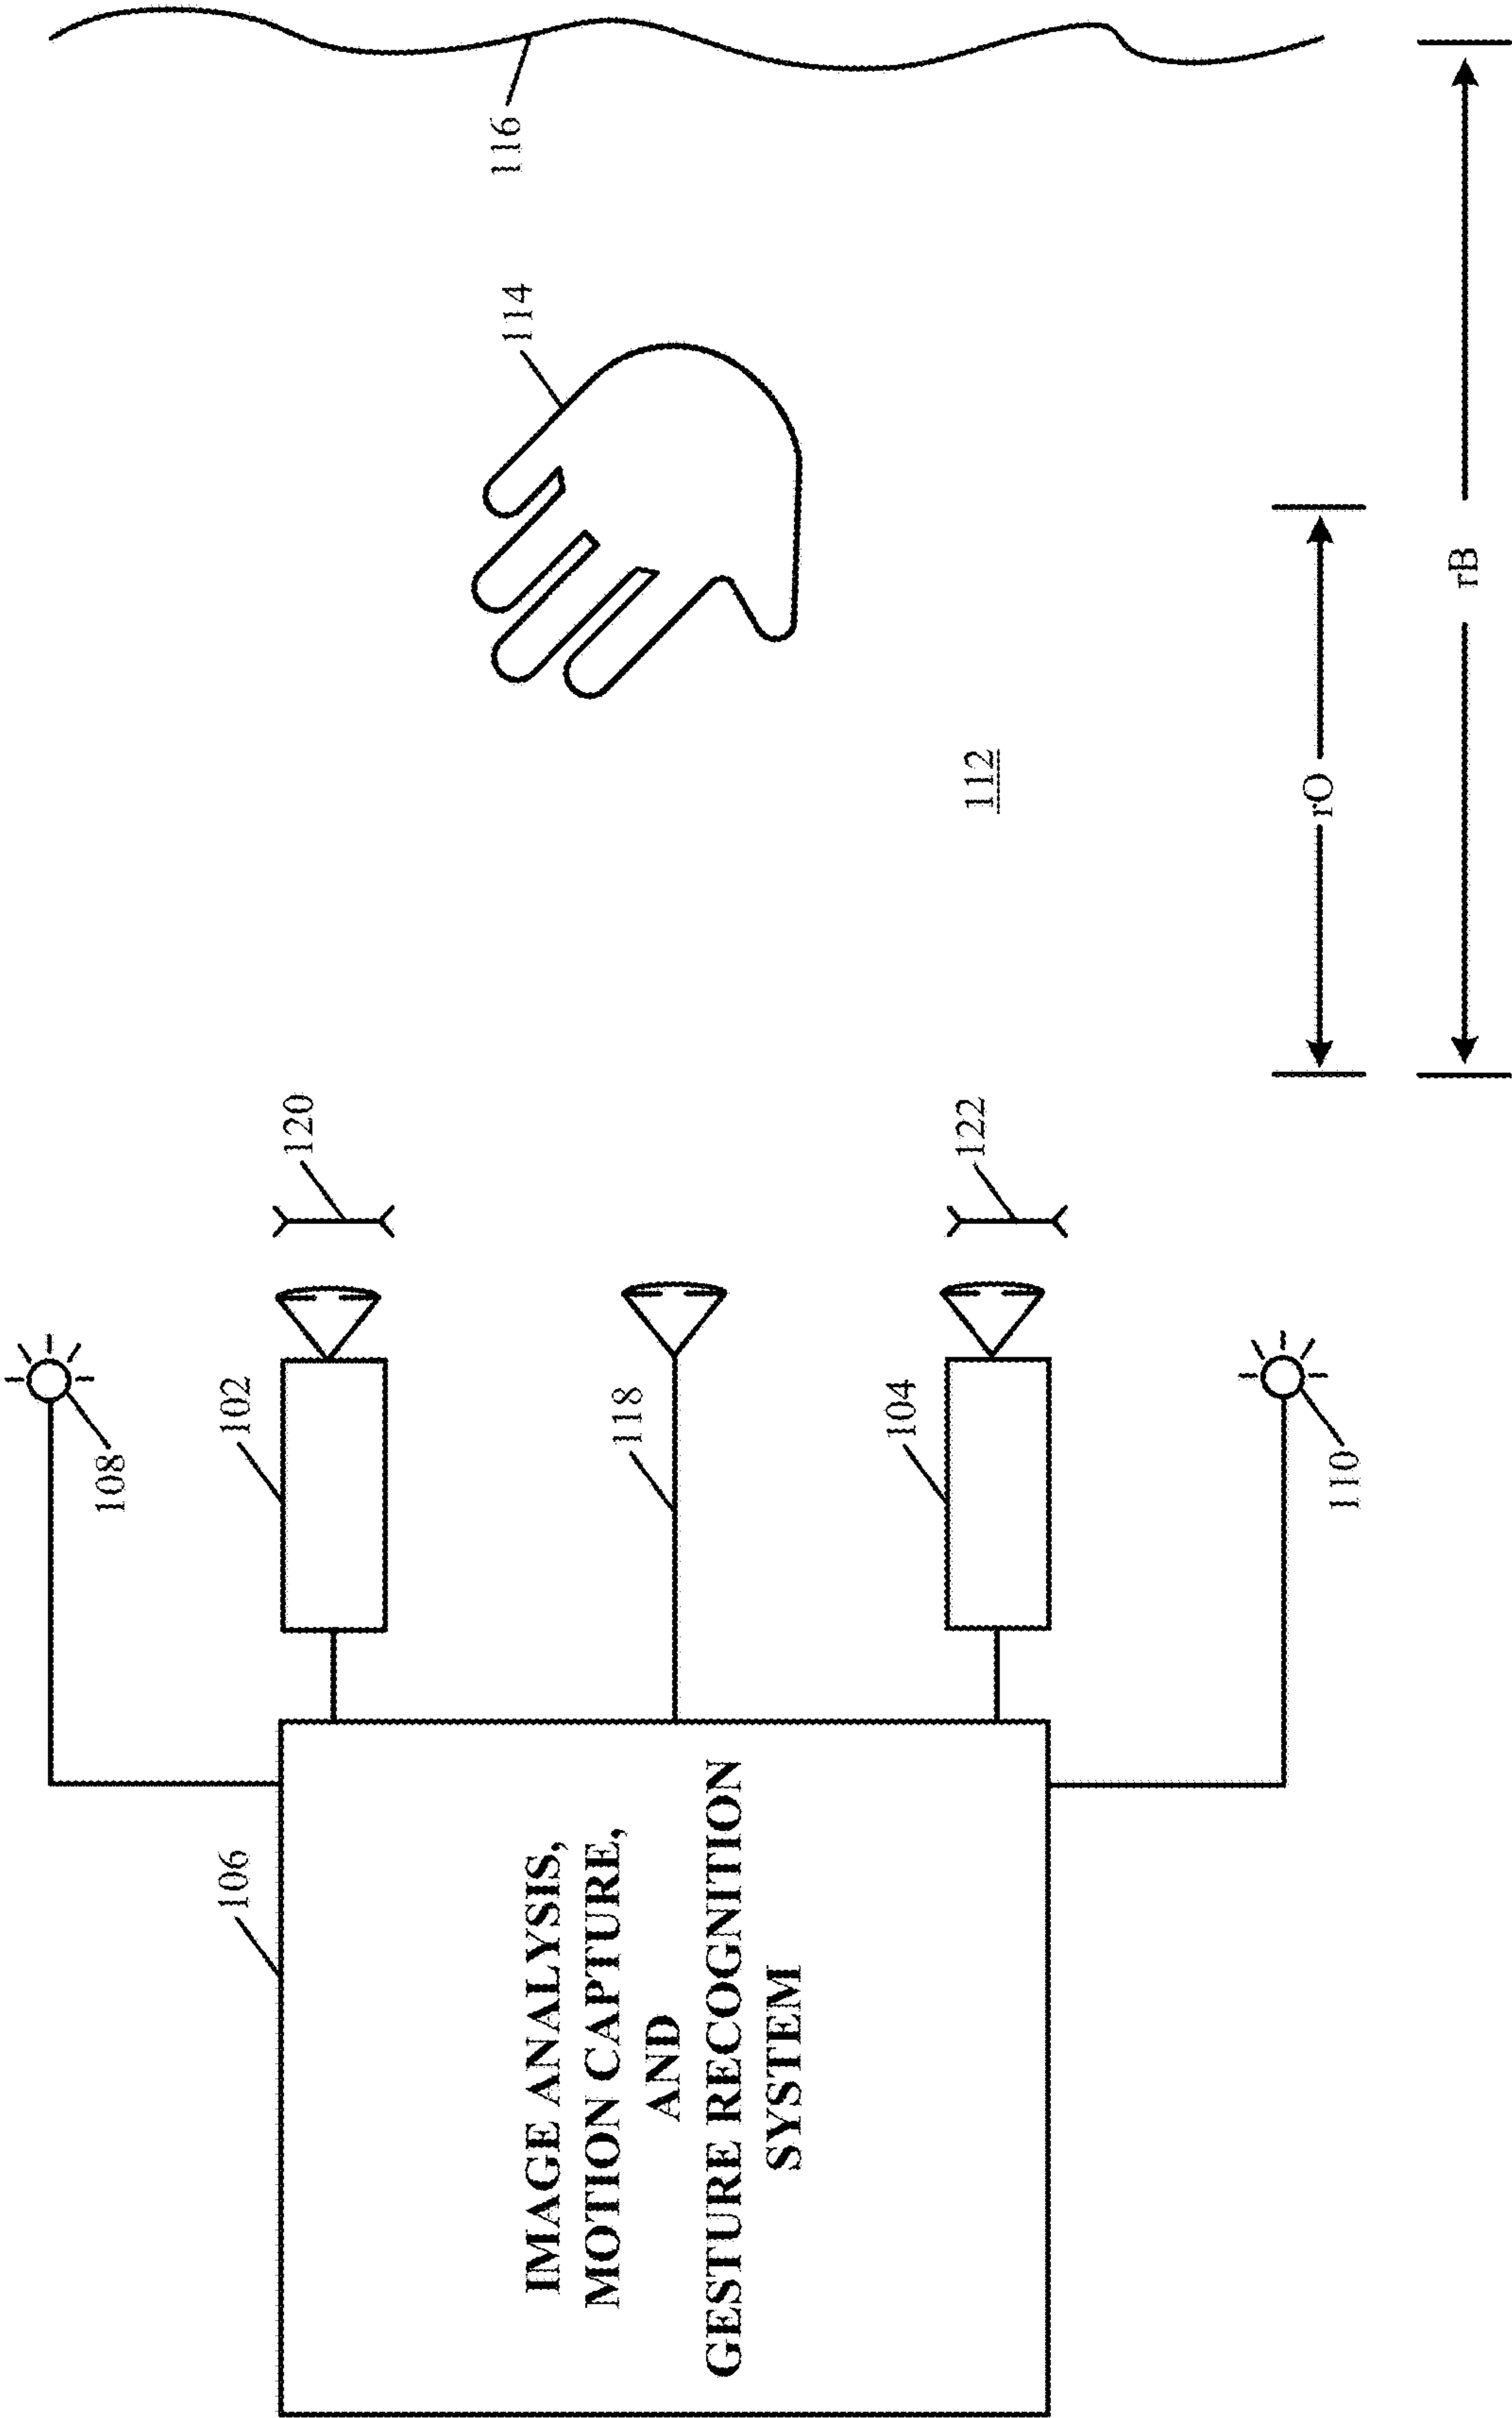 108
102
120
106
IMAGE ANALYSIS,
MOTION CAPTURE,
AND
GESTURE RECOGNITION
SYSTEM
118
114
116
104
122
112
110
rO
rB